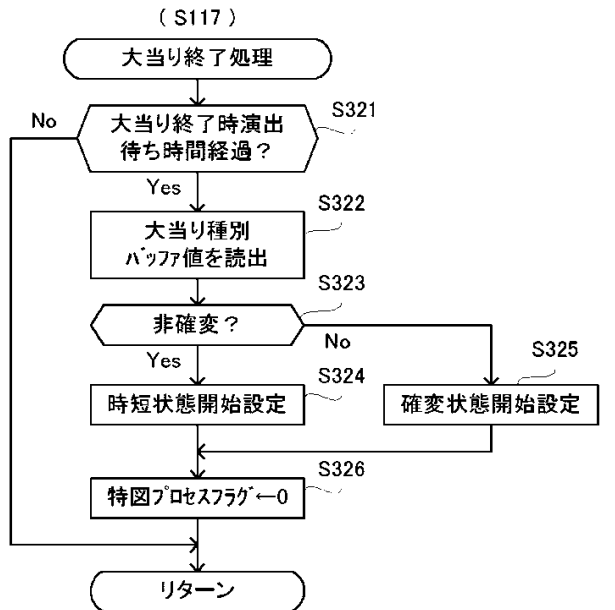 ( S117 )
大当り終了処理
S321
No
大当り終了時演出
待ち時間経過？
Yes
S322
大当り種別
ﾊﾞｯﾌｧ値を読出
S323
非確変？
No
Yes
S324
S325
時短状態開始設定
確変状態開始設定
S326
特図ﾌﾟﾛｾｽﾌﾗｸﾞ←0
リターン